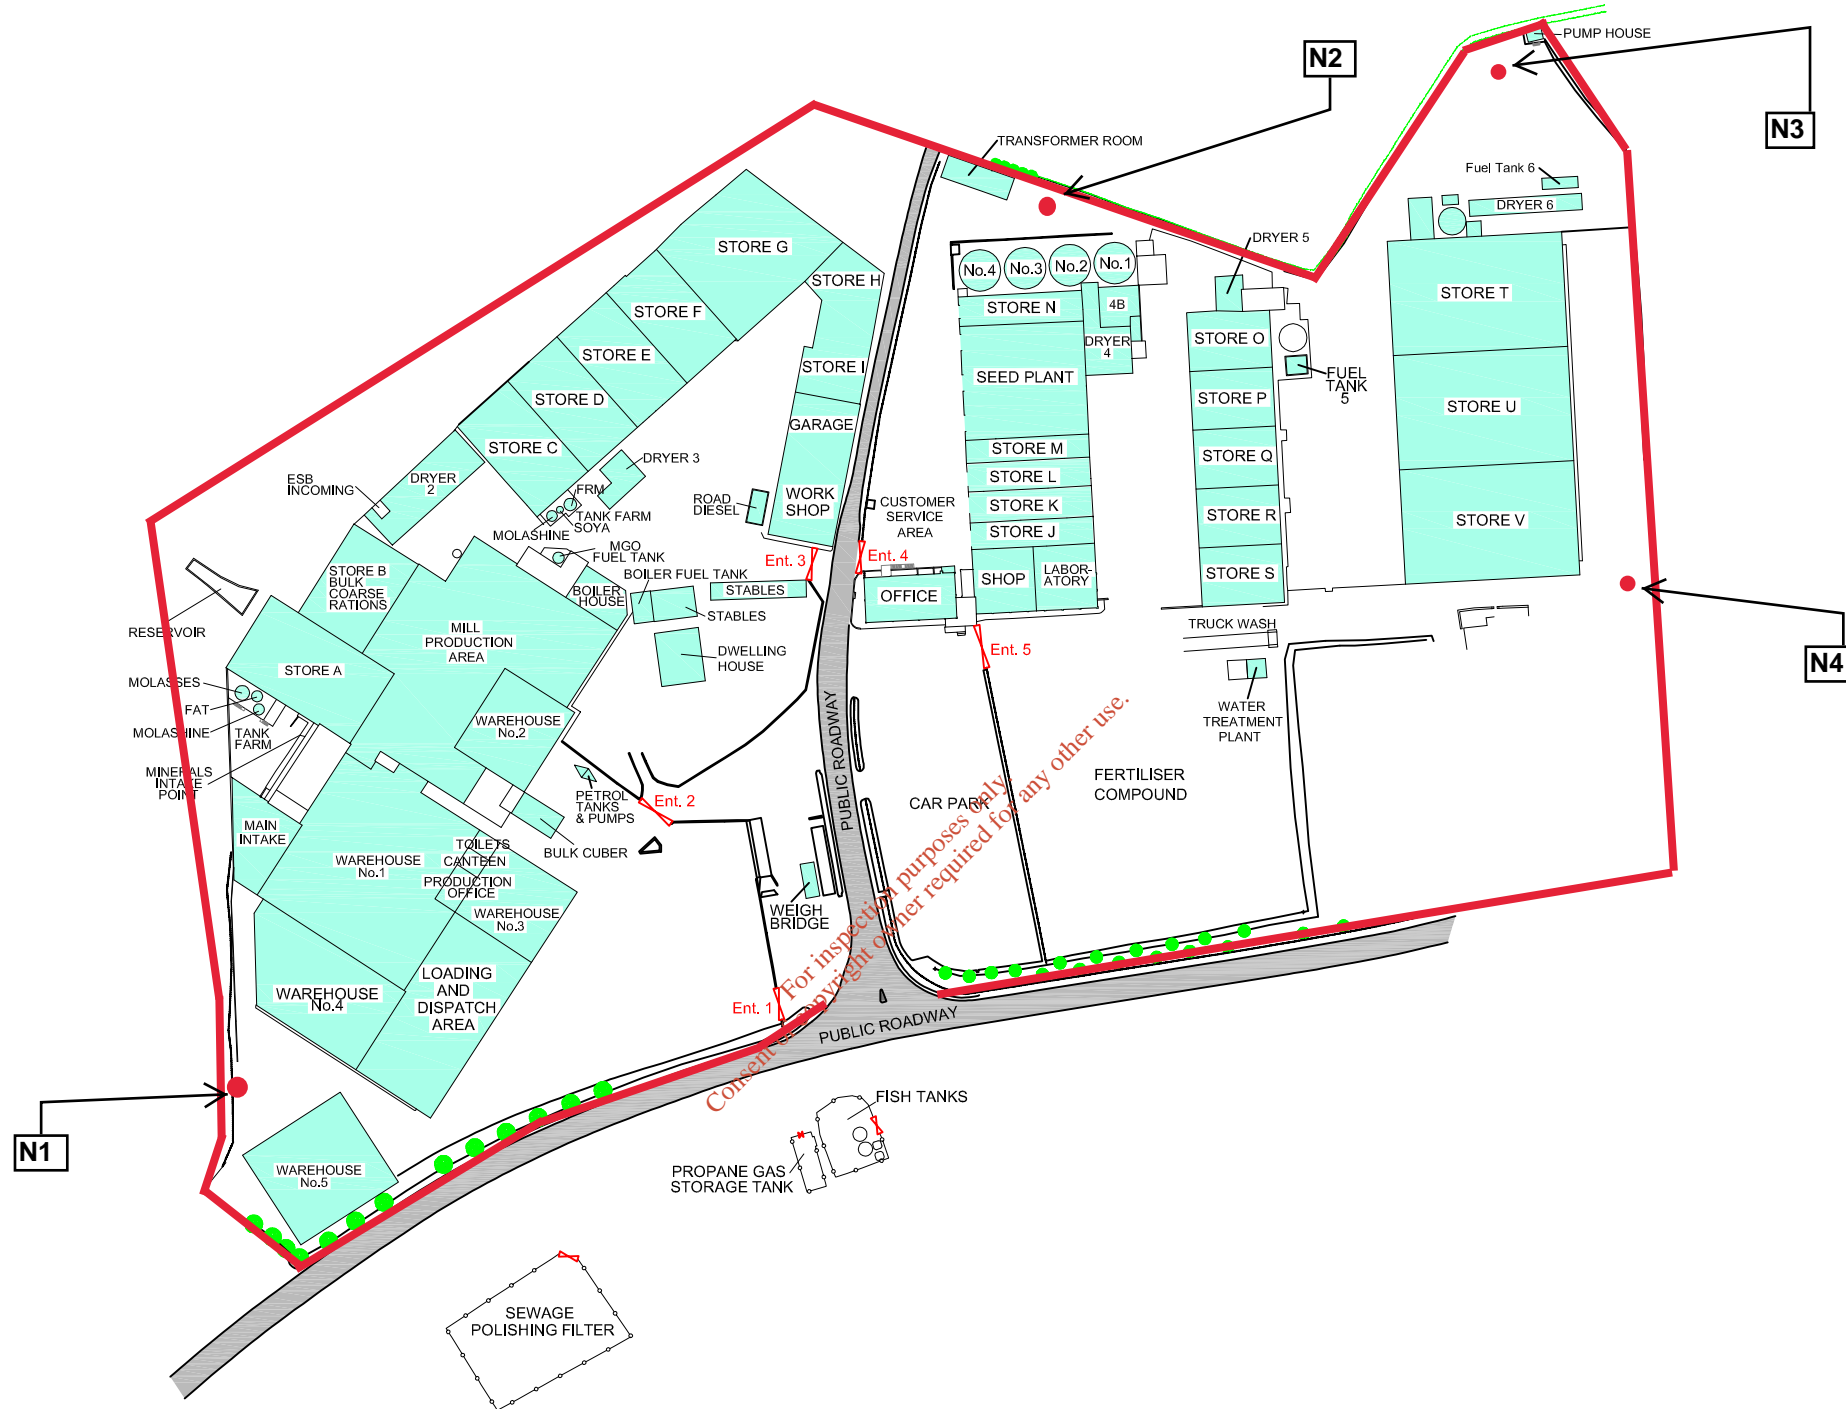 N2
PUMP HOUSE
N3
TRANSFORMER ROOM
Fuel Tank 6
DRYER 6
DRYER 5
STORE G
STORE H
No.4
No.3
No.2
No.1
STORE N
4B
STORE T
STORE F
STORE O
DRYER
4
STORE E
STORE I
SEED PLANT
FUEL
TANK
5
STORE D
STORE P
STORE U
GARAGE
STORE C
STORE M
STORE Q
DRYER 3
ESB
INCOMING
DRYER
2
STORE L
FRM
ROAD
DIESEL
WORK
SHOP
CUSTOMER
SERVICE
AREA
STORE K
STORE R
STORE V
TANK FARM
SOYA
MOLASHINE
STORE J
MGO
FUEL TANK
Ent. 3
Ent. 4
STORE B
BULK
COARSE
RATIONS
BOILER FUEL TANK
BOILER
HOUSE
STABLES
STABLES
OFFICE
SHOP
LABOR-
ATORY
STORE S
N4
RESERVOIR
MILL
PRODUCTION
AREA
TRUCK WASH
STORE A
DWELLING
HOUSE
Ent. 5
MOLASSES
FAT
MOLASHINE
TANK
FARM
WAREHOUSE
No.2
PUBLIC ROADWAY
WATER
TREATMENT
PLANT
MINERALS
INTAKE
POINT
PETROL
TANKS
& PUMPS
Ent. 2
CAR PARK
FERTILISER
COMPOUND
MAIN
INTAKE
WAREHOUSE
No.1
TOILETS
CANTEEN
BULK CUBER
PRODUCTION
OFFICE
WAREHOUSE
No.3
WEIGH
BRIDGE
LOADING
AND
DISPATCH
AREA
WAREHOUSE
No.4
Ent. 1
PUBLIC ROADWAY
For inspection purposes only.
Consent of copyright owner required for any other use.
N1
FISH TANKS
WAREHOUSE
No.5
PROPANE GAS
STORAGE TANK
SEWAGE
POLISHING FILTER